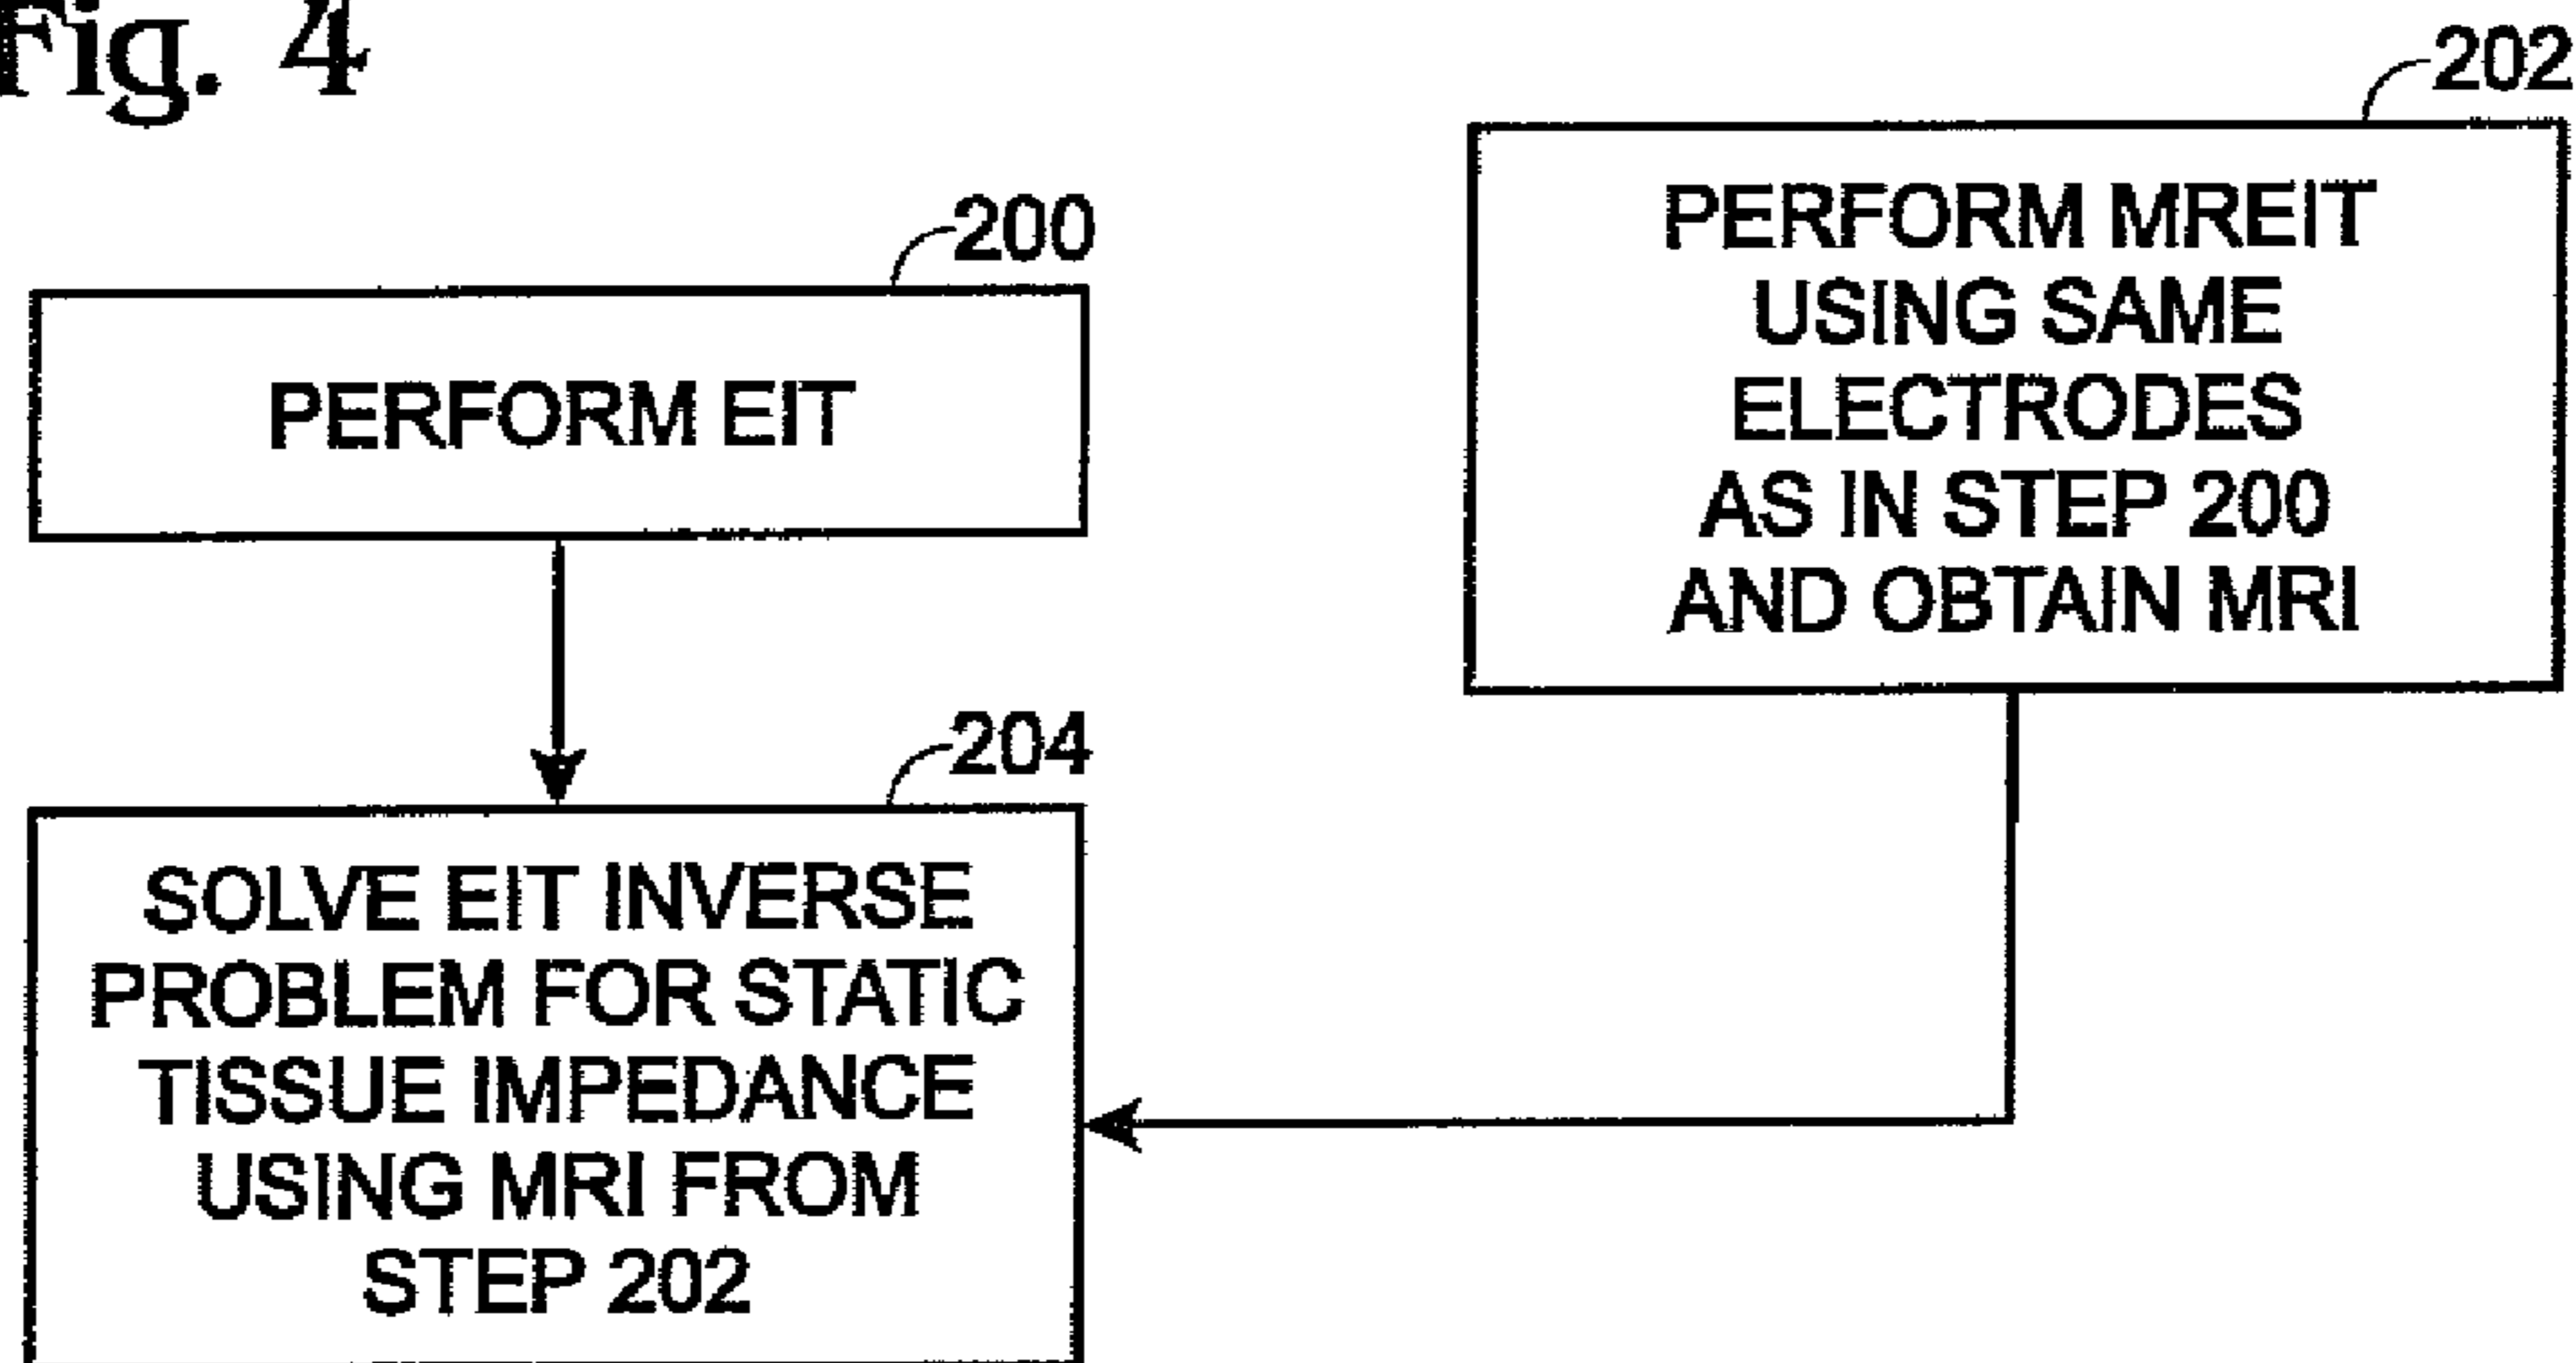 Fig. 4
200
PERFORM EIT
202
PERFORM MREIT
USING SAME
ELECTRODES
AS IN STEP 200
AND OBTAIN MRI
204
SOLVE EIT INVERSE
PROBLEM FOR STATIC
TISSUE IMPEDANCE
USING MRI FROM
STEP 202